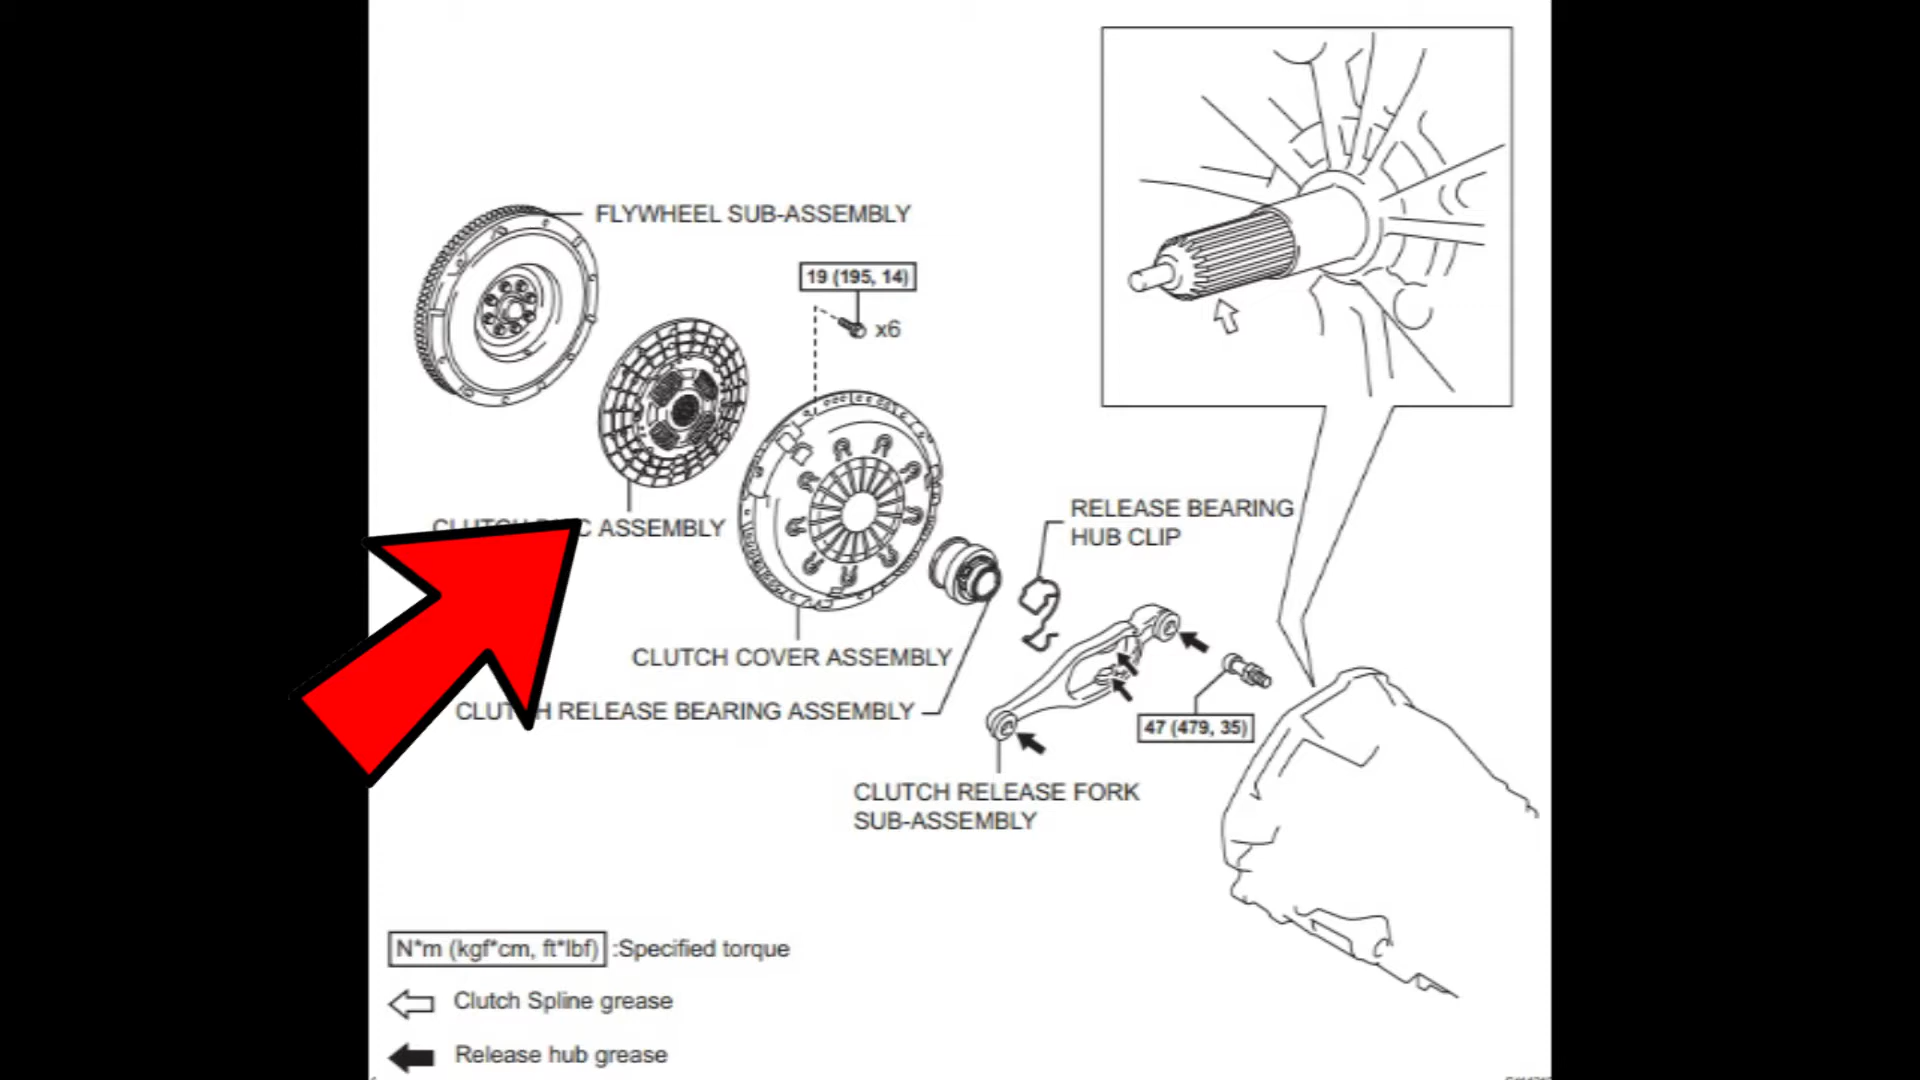 FLYWHEEL SUB-ASSEMBLY
19 (195, 14)
x6
CLUTCH ASSEMBLY
RELEASE BEARING
HUB CLIP
CLUTCH COVER ASSEMBLY
CLUTCH RELEASE BEARING ASSEMBLY
47 (479, 35)
CLUTCH RELEASE FORK
SUB-ASSEMBLY
N*m (kgf*cm, ft*lbf) :Specified torque
Clutch Spline grease
Release hub grease